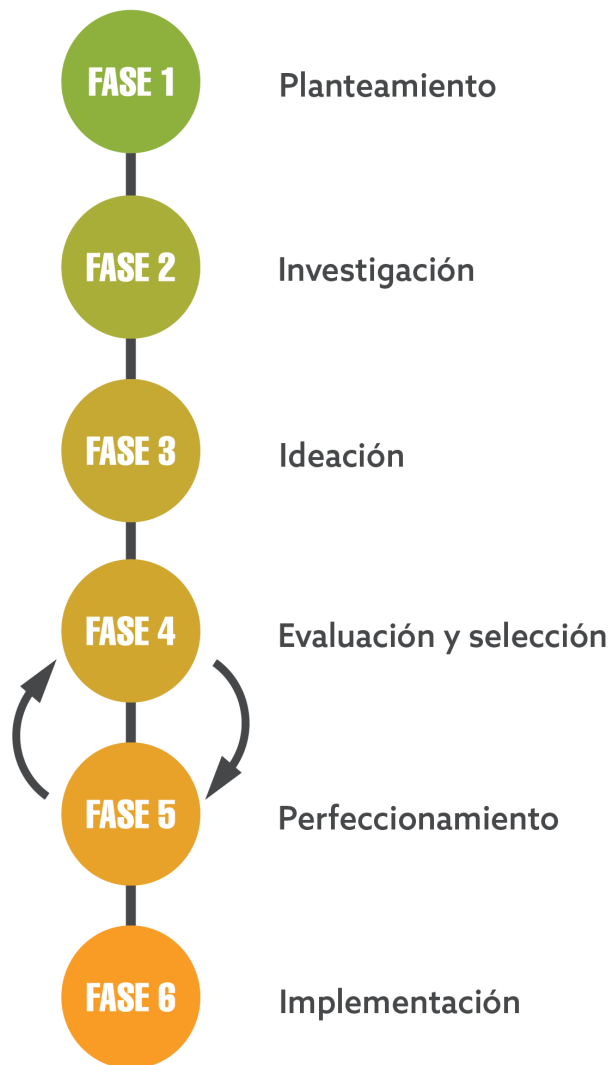 FASE 1 Planteamiento
FASE 2 Investigación
FASE 3 Ideación
FASE 4 Evaluación y selección
FASE 5 Perfeccionamiento
FASE 6 Implementación